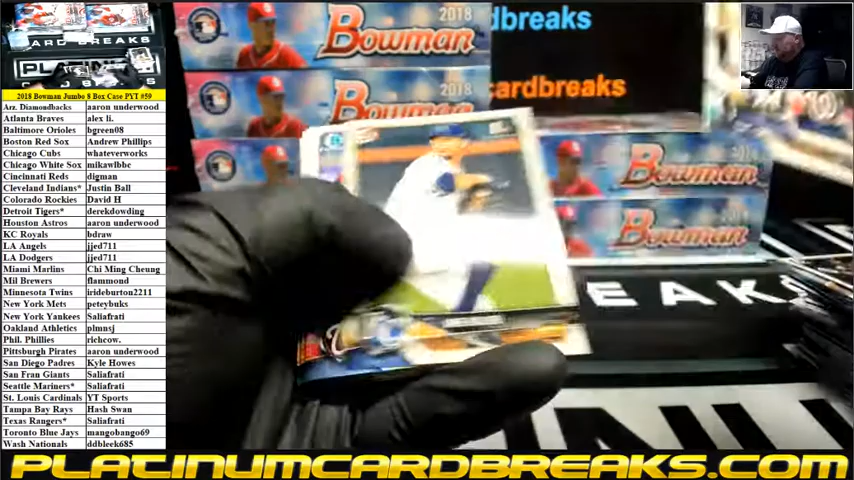 ARD BREAKS
2018 Bowman Jumbo 8 Box Case PYT #59
Arz. Diamondbacks aaron underwood
Atlanta Braves alex li.
Baltimore Orioles bgreen08
Boston Red Sox Andrew Phillips
Chicago Cubs whateverworks
Chicago White Sox mikawlbbc
Cincinnati Reds digman
Cleveland Indians* Justin Ball
Colorado Rockies David H
Detroit Tigers* derekdowding
Houston Astros aaron underwood
KC Royals bdraw
LA Angels jjed711
LA Dodgers jjed711
Miami Marlins Chi Ming Cheung
Mil Brewers flammond
Minnesota Twins irideburton2211
New York Mets peteybuks
New York Yankees Saliafrati
Oakland Athletics plmnsj
Phil. Phillies richcow.
Pittsburgh Pirates aaron underwood
San Diego Padres Kyle Howes
San Fran Giants Saliafrati
Seattle Mariners* Saliafrati
St. Louis Cardinals YT Sports
Tampa Bay Rays Hash Swan
Texas Rangers* Saliafrati
Toronto Blue Jays mangobango69
Wash Nationals ddbleek685
2018
Bowman
2018
Bowman
dbreaks
cardbreaks
Bowman
Bowman
BREAKS
PLATINUMCARDBREAKS.COM